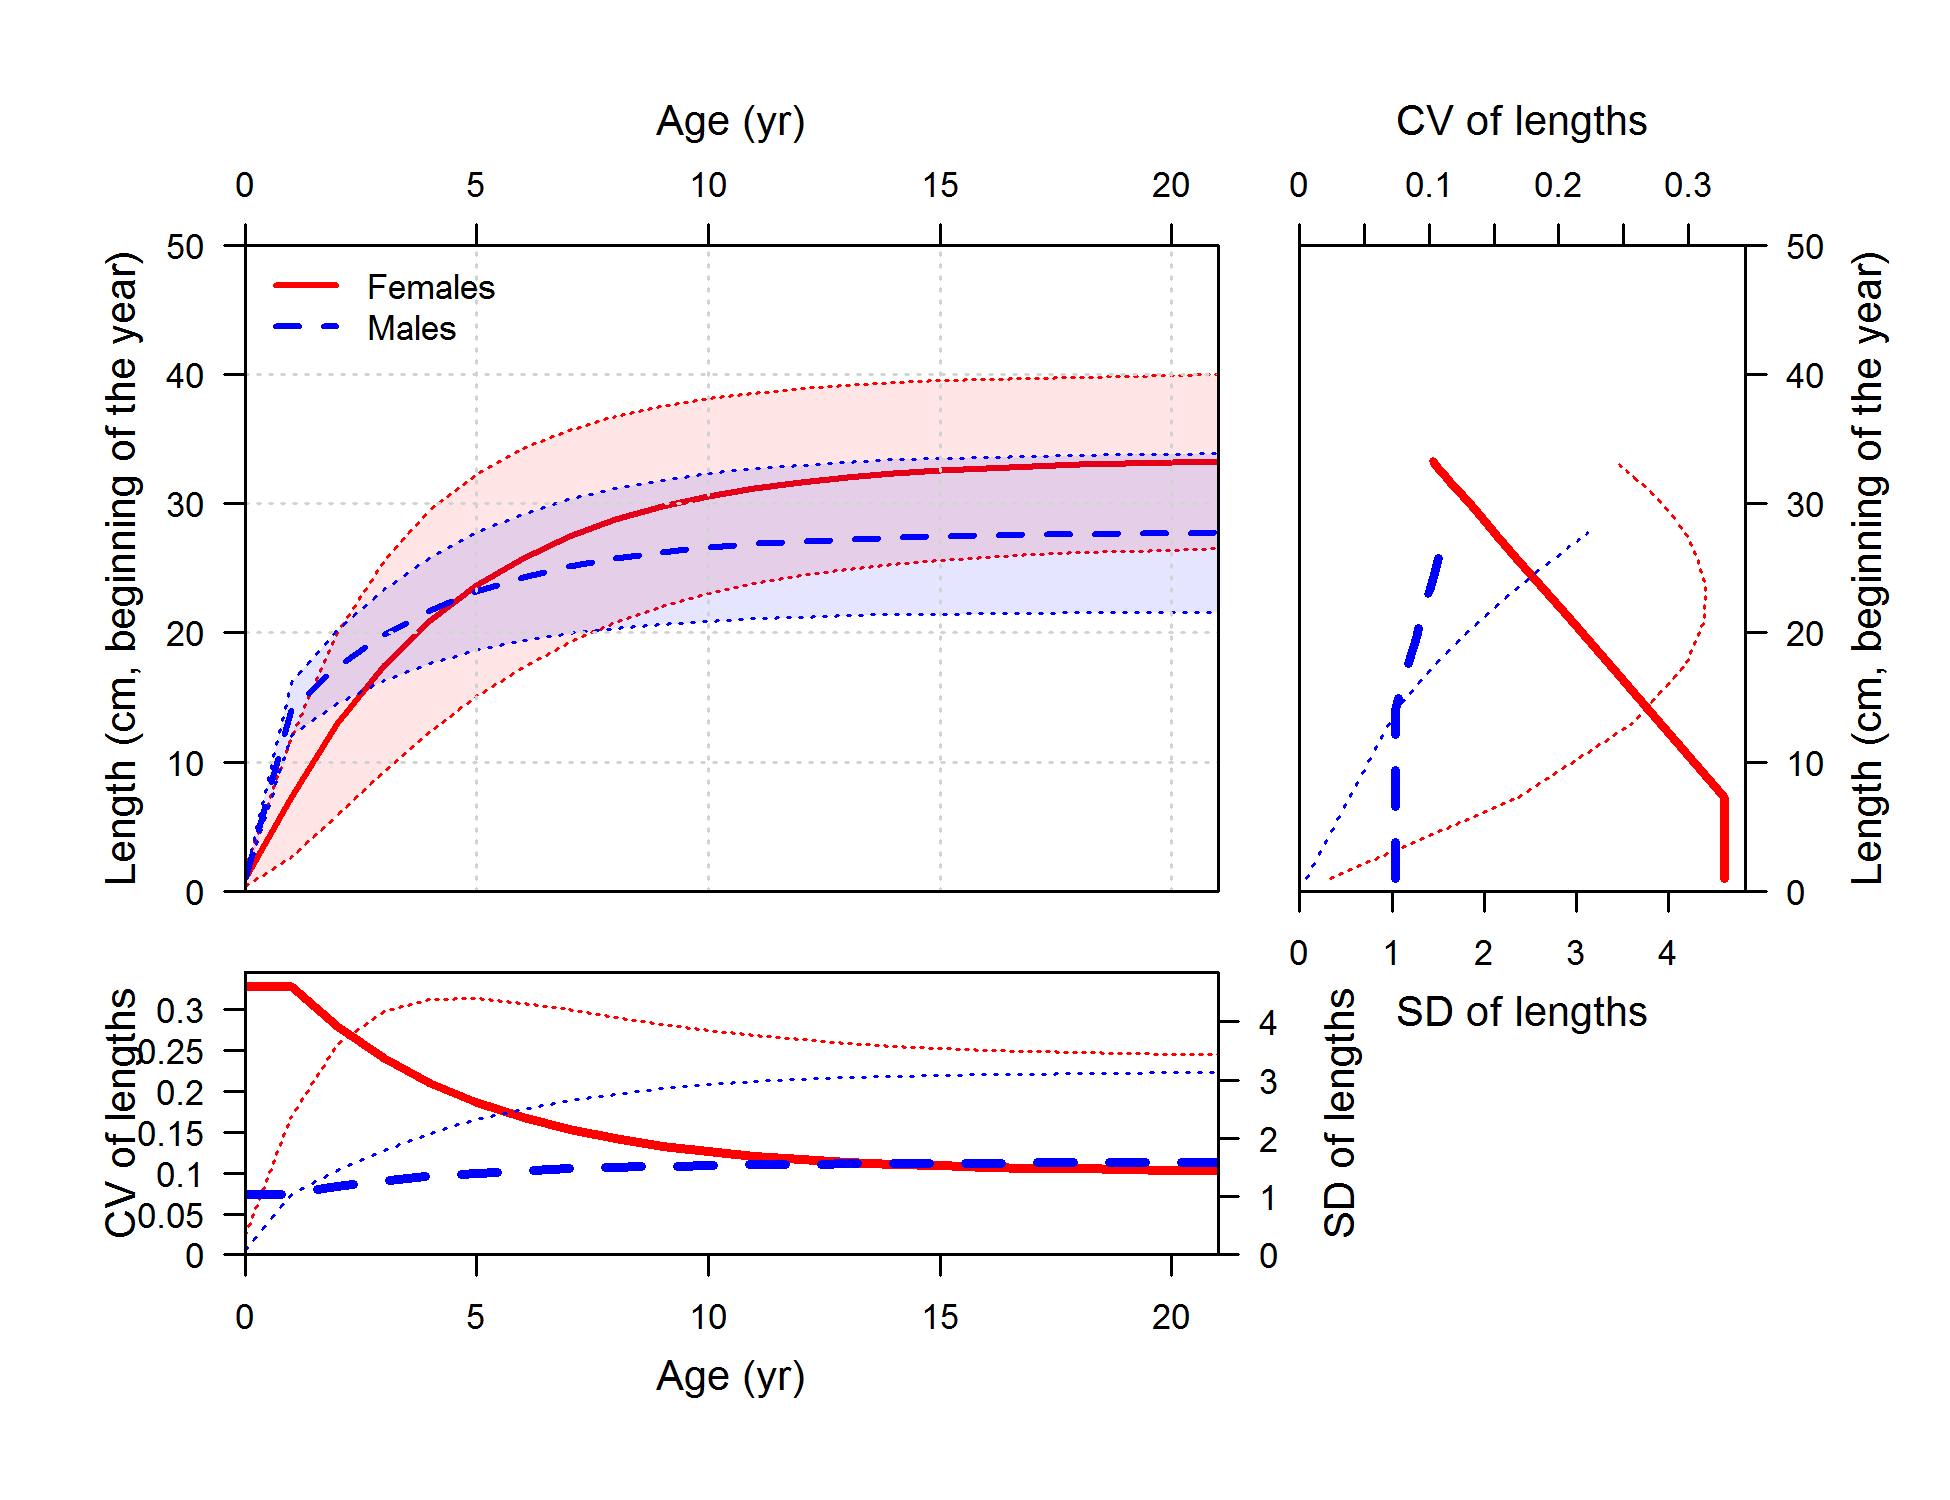 Age (yr)
CV of lengths
0 5 10 15 20
0 0.1 0.2 0.3
Length (cm, beginning of the year)
50
40
30
20
10
0
Females
Males
50
40
30
20
10
0
Length (cm, beginning of the year)
0 1 2 3 4
SD of lengths
CV of lengths
0.3
0.25
0.2
0.15
0.1
0.05
0
4
3
2
1
0
SD of lengths
0 5 10 15 20
Age (yr)